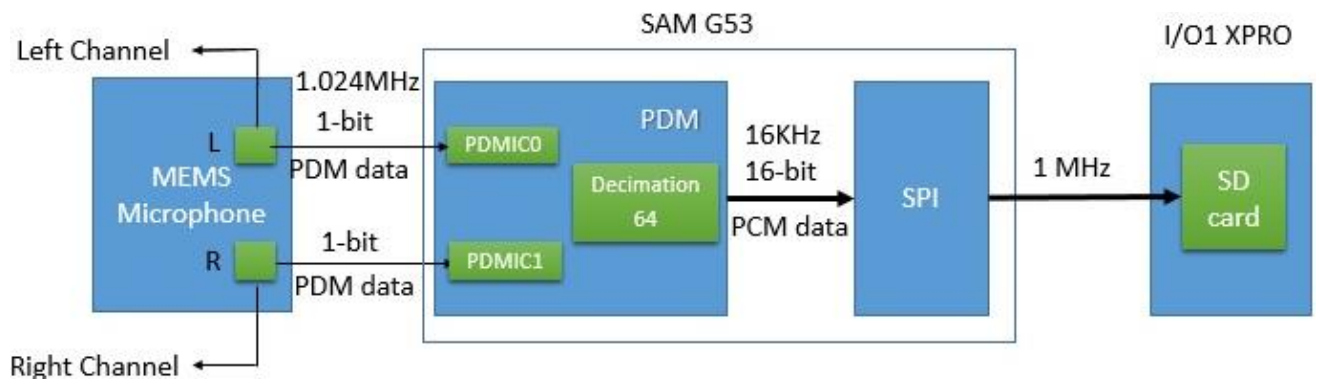 SAM G53
I/O1 XPRO
Left Channel
1.024MHz
1-bit
PDM data
L
MEMS
Microphone
R
1-bit
PDM data
Right Channel
PDMIC0
PDM
Decimation
64
PDMIC1
16KHz
16-bit
PCM data
SPI
1 MHz
SD
card